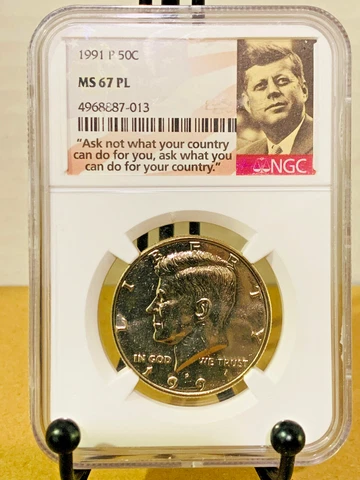 1991 P 50C
MS 67 PL
4968887-013
"Ask not what your country
can do for you, ask what you
can do for your country."
NGC
LIBERTY
IN GOD WE TRUST
P
1991